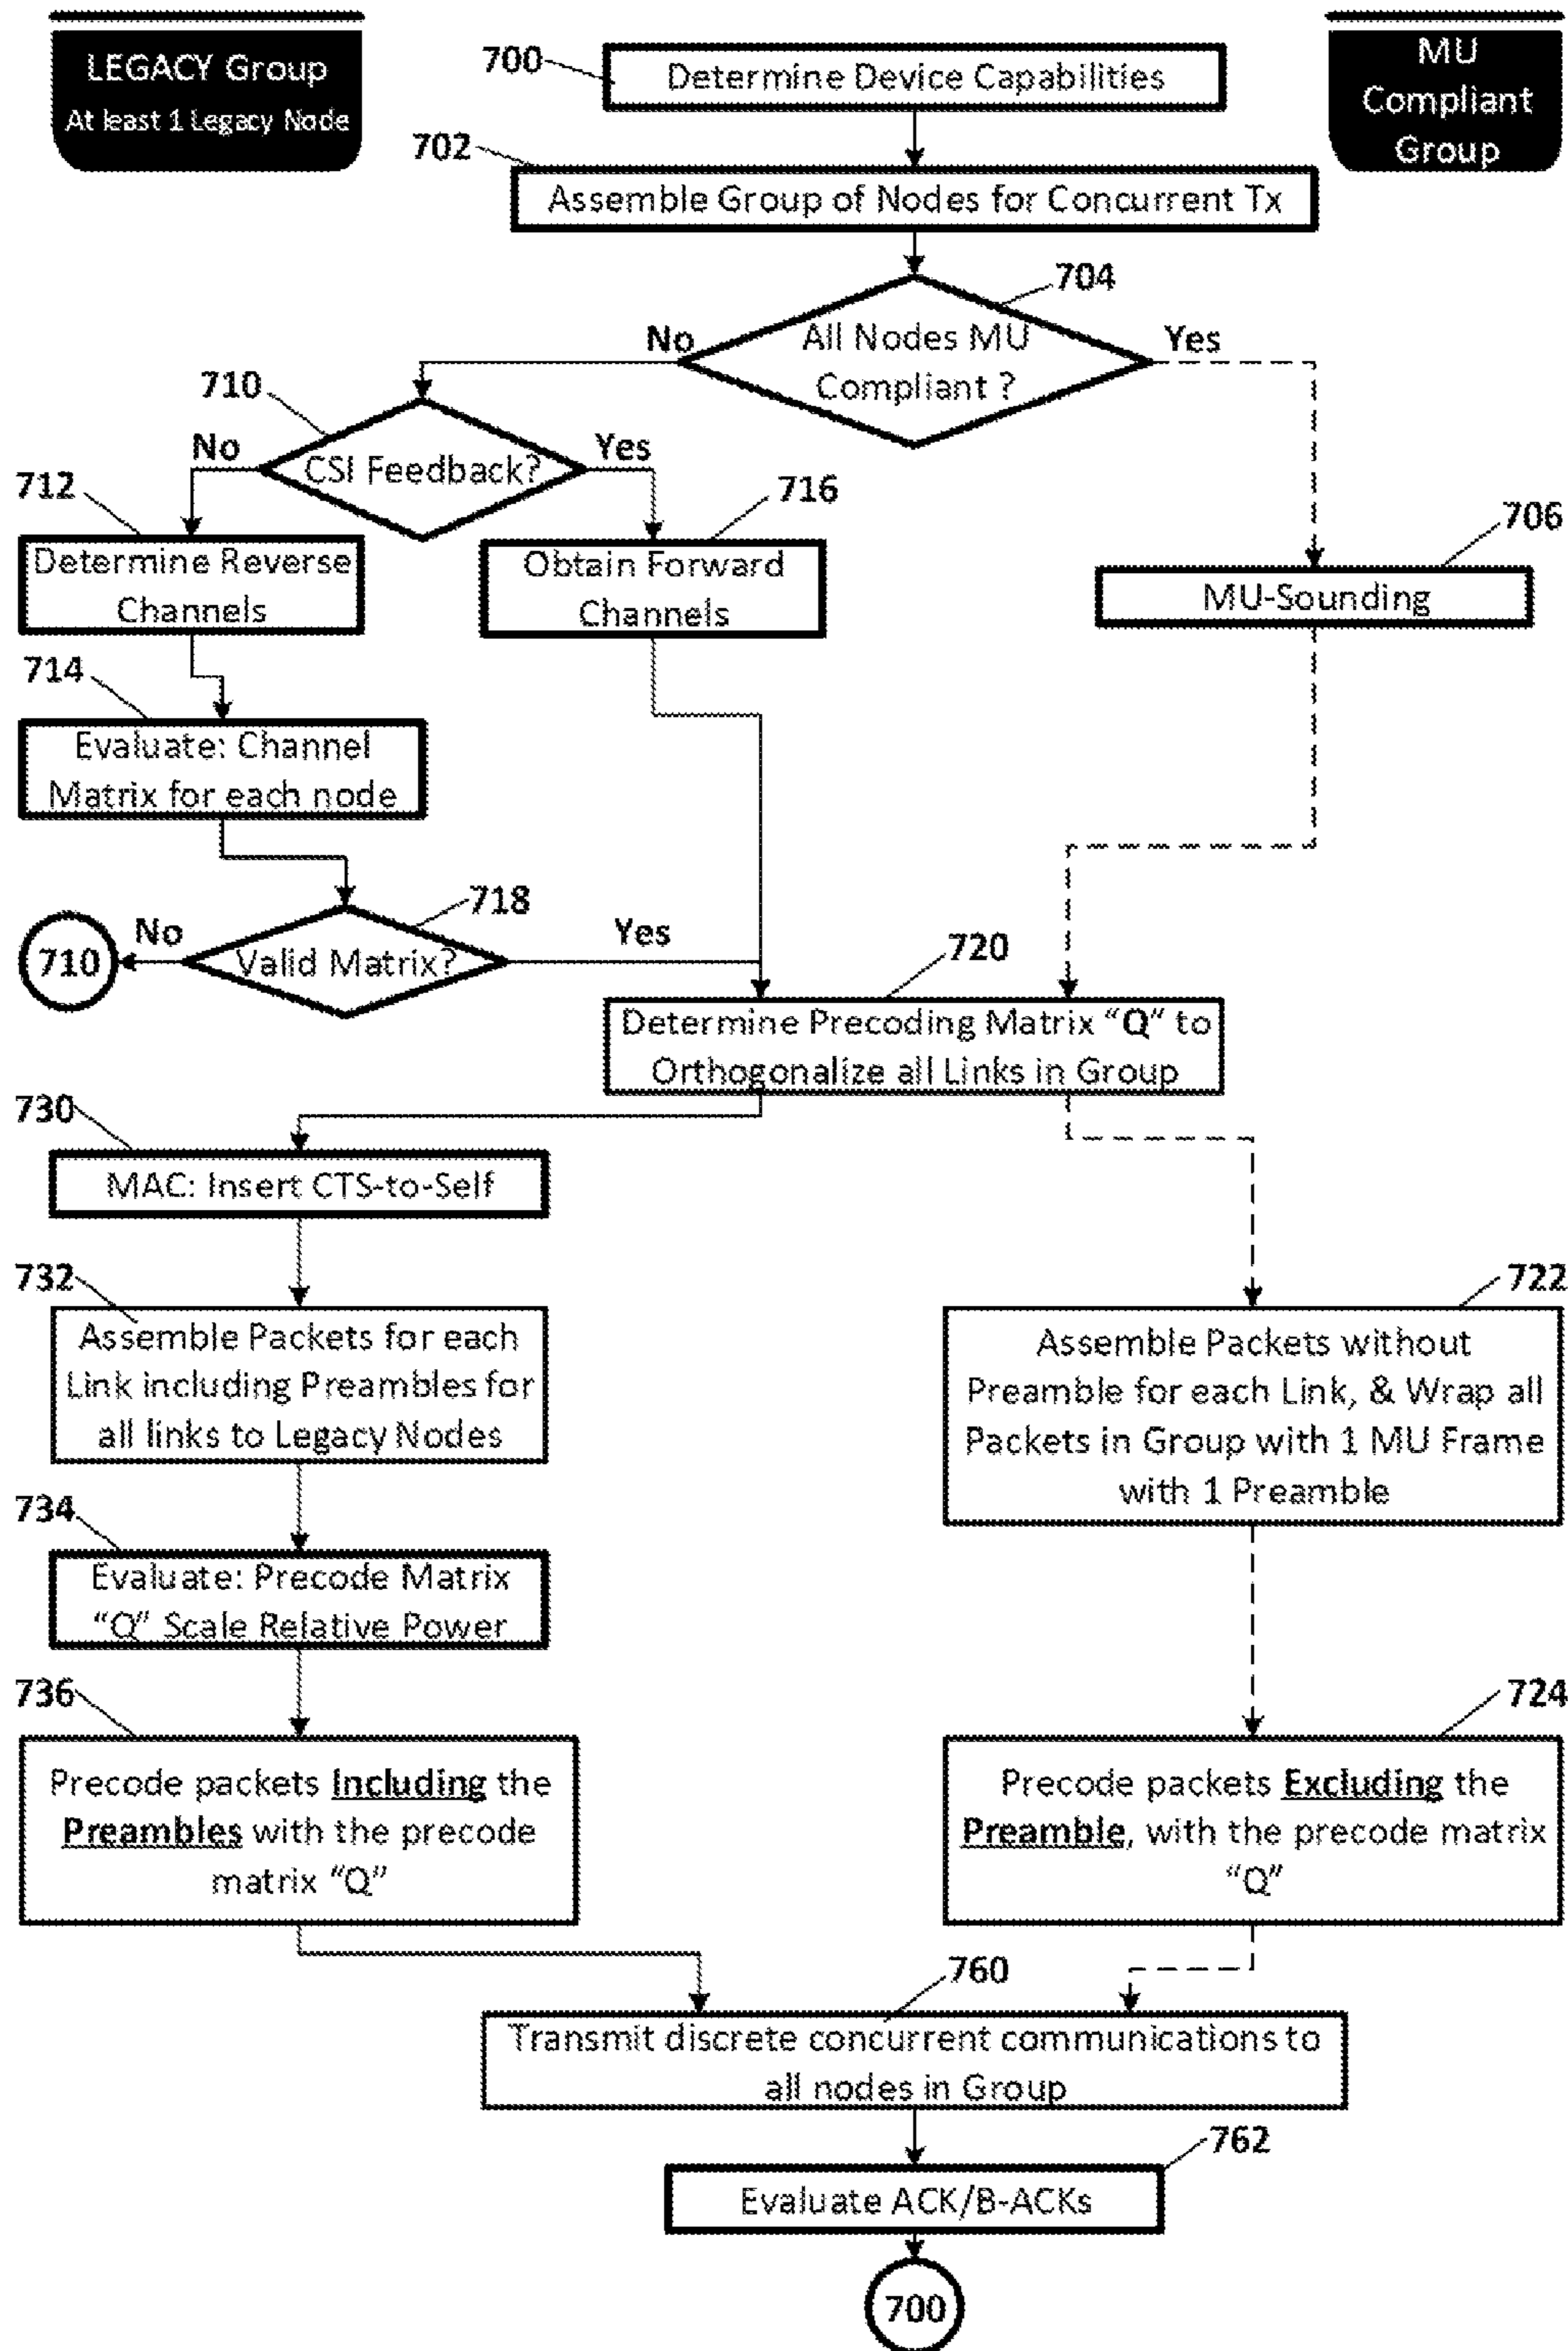 LEGACY Group
At least 1 Legacy Node
MU
Compliant
Group
700
Determine Device Capabilities
702
Assemble Group of Nodes for Concurrent Tx
704
All Nodes MU
Compliant ?
No
Yes
710
CSI Feedback?
No
Yes
712
Determine Reverse
Channels
716
Obtain Forward
Channels
706
MU-Sounding
714
Evaluate: Channel
Matrix for each node
718
Valid Matrix?
No
Yes
710
720
Determine Precoding Matrix “Q” to
Orthogonalize all Links in Group
730
MAC: Insert CTS-to-Self
732
Assemble Packets for each
Link including Preambles for
all links to Legacy Nodes
722
Assemble Packets without
Preamble for each Link, & Wrap all
Packets in Group with 1 MU Frame
with 1 Preamble
734
Evaluate: Precode Matrix
“Q” Scale Relative Power
736
Precode packets Including the
Preambles with the precode
matrix “Q”
724
Precode packets Excluding the
Preamble, with the precode matrix
“Q”
760
Transmit discrete concurrent communications to
all nodes in Group
762
Evaluate ACK/B-ACKs
700